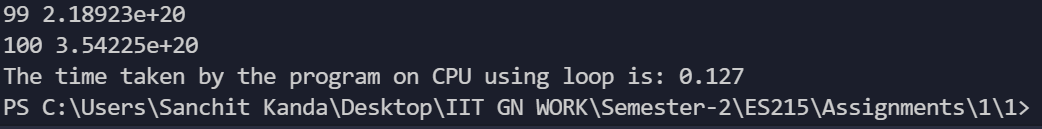 99 2.18923e+20
100 3.54225e+20
The time taken by the program on CPU using loop is: 0.127
PS C:\Users\Sanchit Kanda\Desktop\IIT GN WORK\Semester-2\ES215\Assignments\1\1>